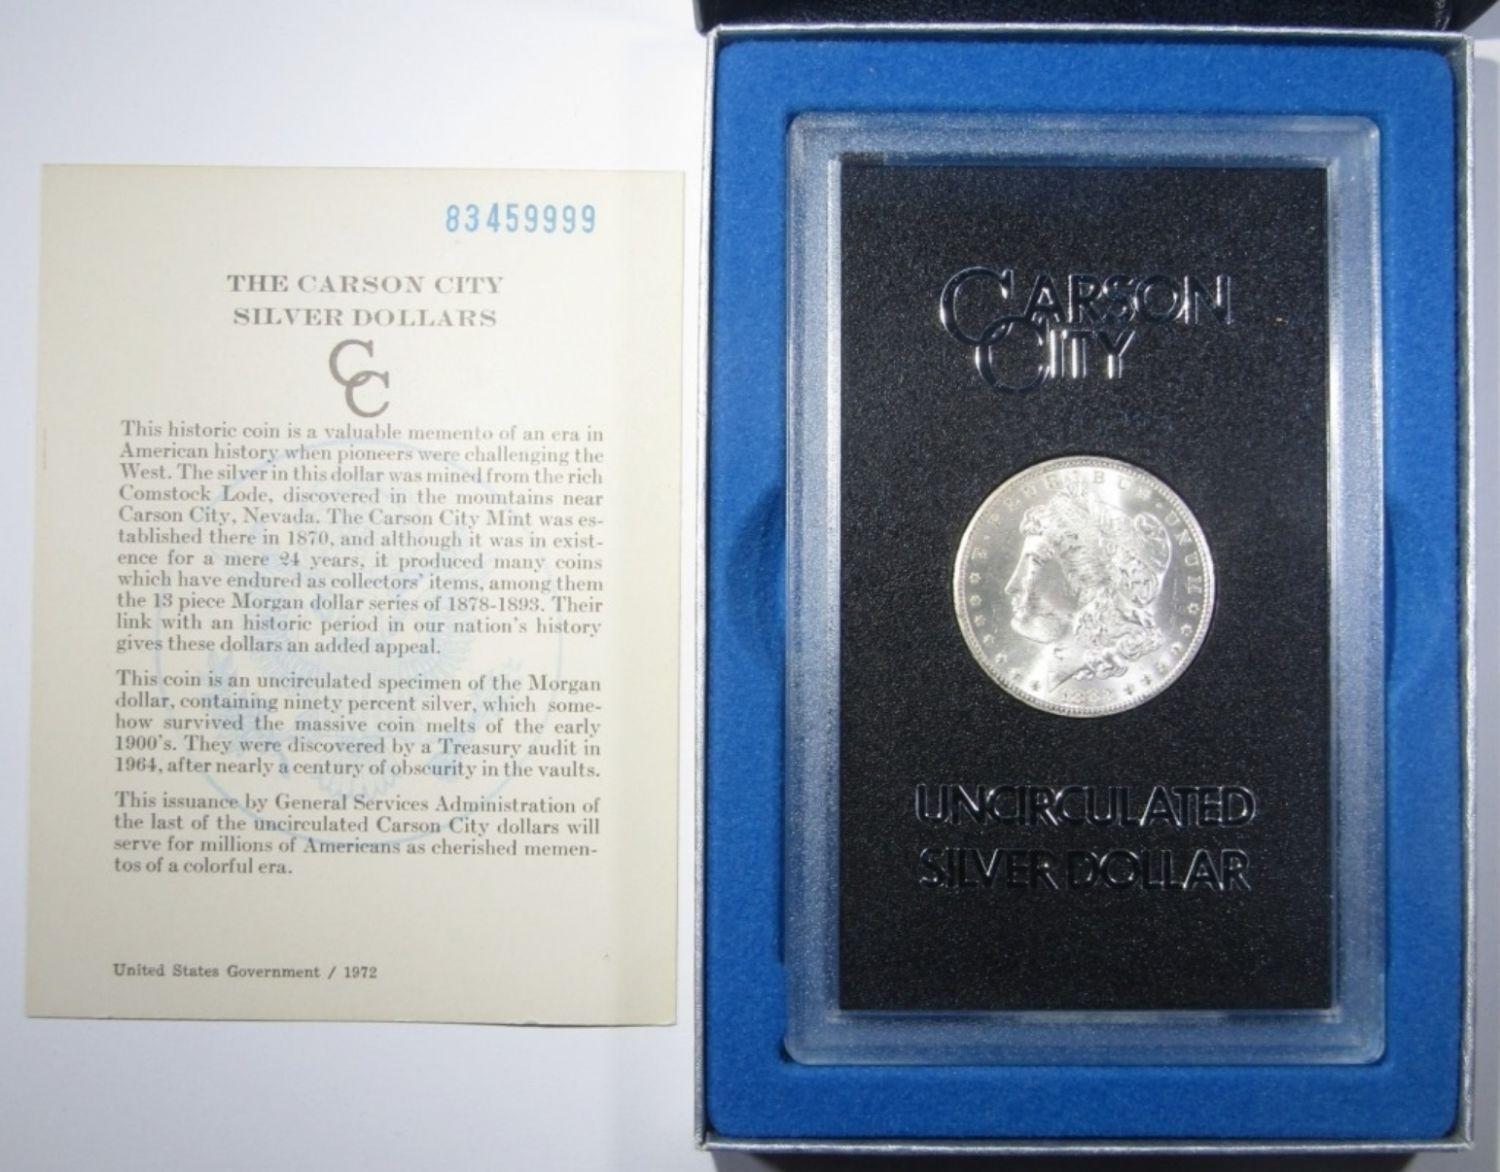 83459999
THE CARSON CITY
SILVER DOLLARS
CC
This historic coin is a valuable memento of an era in
American history when pioneers were challenging the
West. The silver in this dollar was mined from the rich
Comstock Lode, discovered in the mountains near
Carson City, Nevada. The Carson City Mint was es-
tablished there in 1870, and although it was in exist-
ence for a mere 24 years, it produced many coins
which have endured as collectors' items, among them
the 13 piece Morgan dollar series of 1878-1893. Their
link with an historic period in our nation's history
gives these dollars an added appeal.
This coin is an uncirculated specimen of the Morgan
dollar, containing ninety percent silver, which some-
how survived the massive coin melts of the early
1900's. They were discovered by a Treasury audit in
1964, after nearly a century of obscurity in the vaults.
This issuance by General Services Administration of
the last of the uncirculated Carson City dollars will
serve for millions of Americans as cherished memen-
tos of a colorful era.
United States Government / 1972
CARSON
CITY
E·PLURIBUS·UNUM
UNCIRCULATED
SILVER DOLLAR